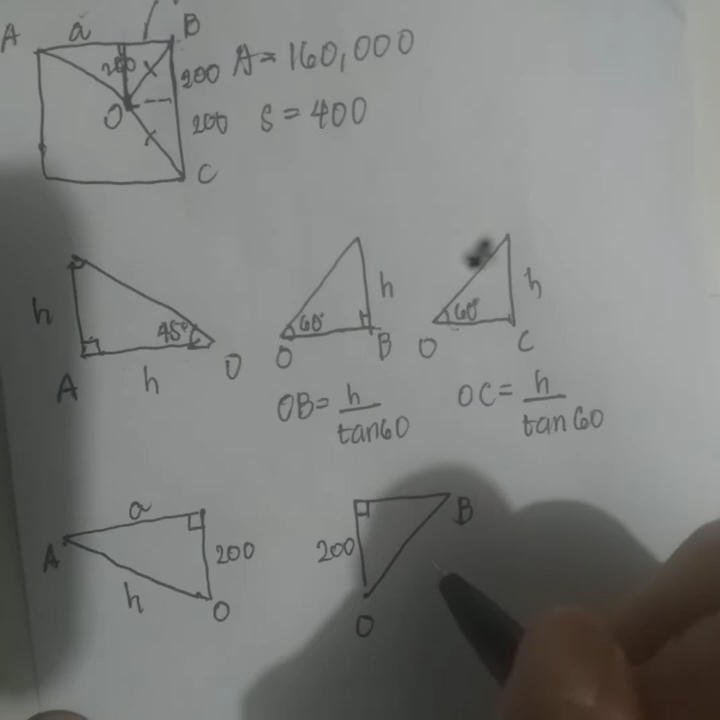 A a B
200 x 200 A = 160,000
O 200 S = 400
x
C
h 45° 60° h 60° h
A h O O B O C
OB = h/tan60 OC = h/tan60
a B
A 200 200
h O O